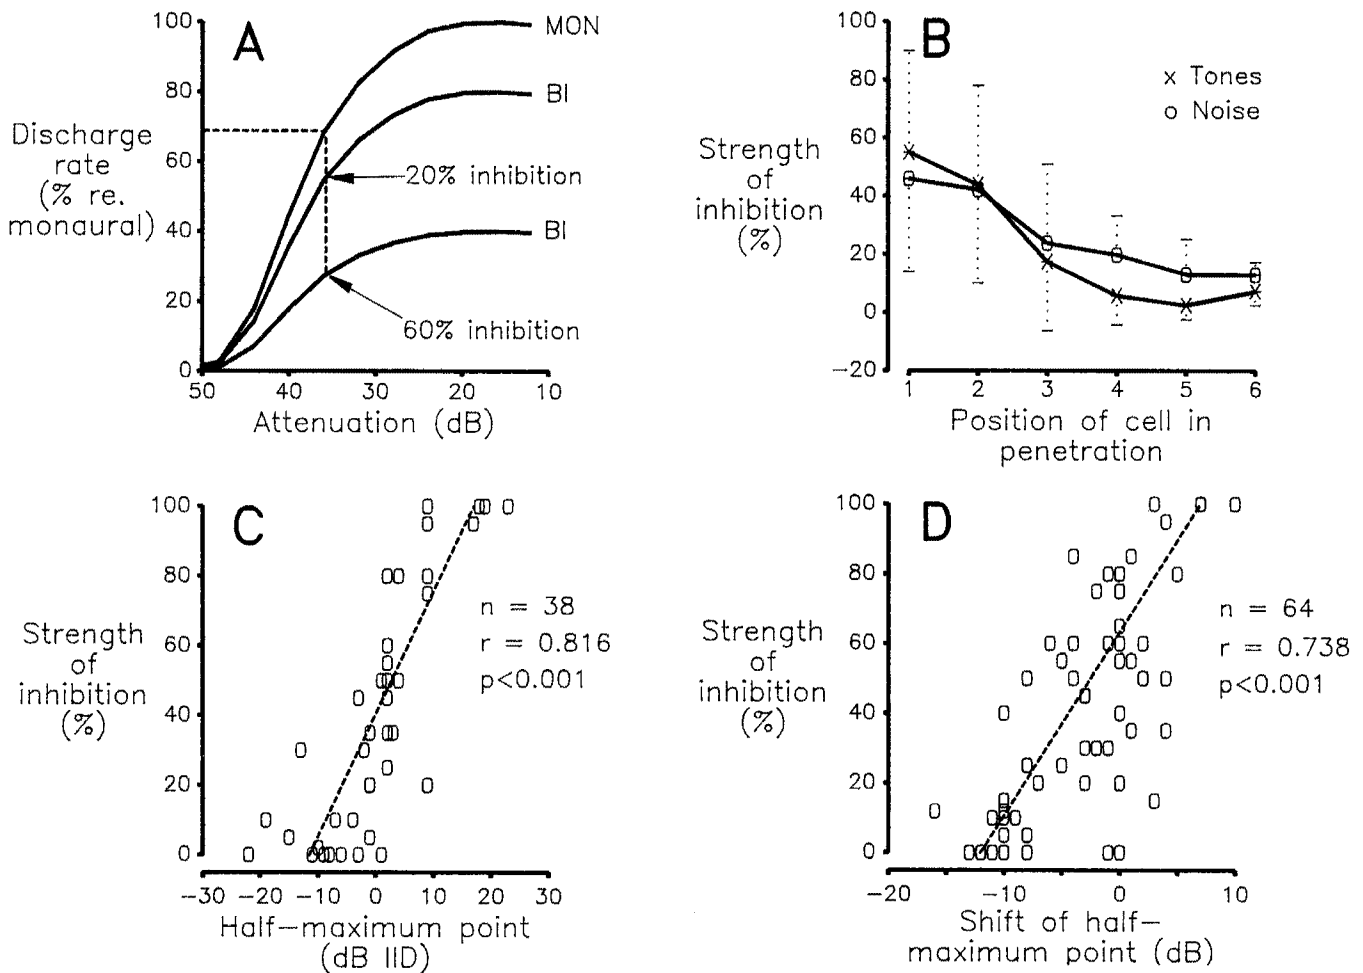 A
100
80
60
40
20
0
50
40
30
20
10
Discharge
rate
(% re.
monaural)
MON
BI
20% inhibition
BI
60% inhibition
Attenuation (dB)
B
100
80
60
40
20
0
−20
1
2
3
4
5
6
Strength
of
inhibition
(%)
x Tones
o Noise
Position of cell in
penetration
C
100
80
60
40
20
0
−30
−20
−10
0
10
20
30
Strength
of
inhibition
(%)
n = 38
r = 0.816
p<0.001
Half−maximum point
(dB IID)
D
100
80
60
40
20
0
−20
−10
0
10
Strength
of
inhibition
(%)
n = 64
r = 0.738
p<0.001
Shift of half−
maximum point (dB)